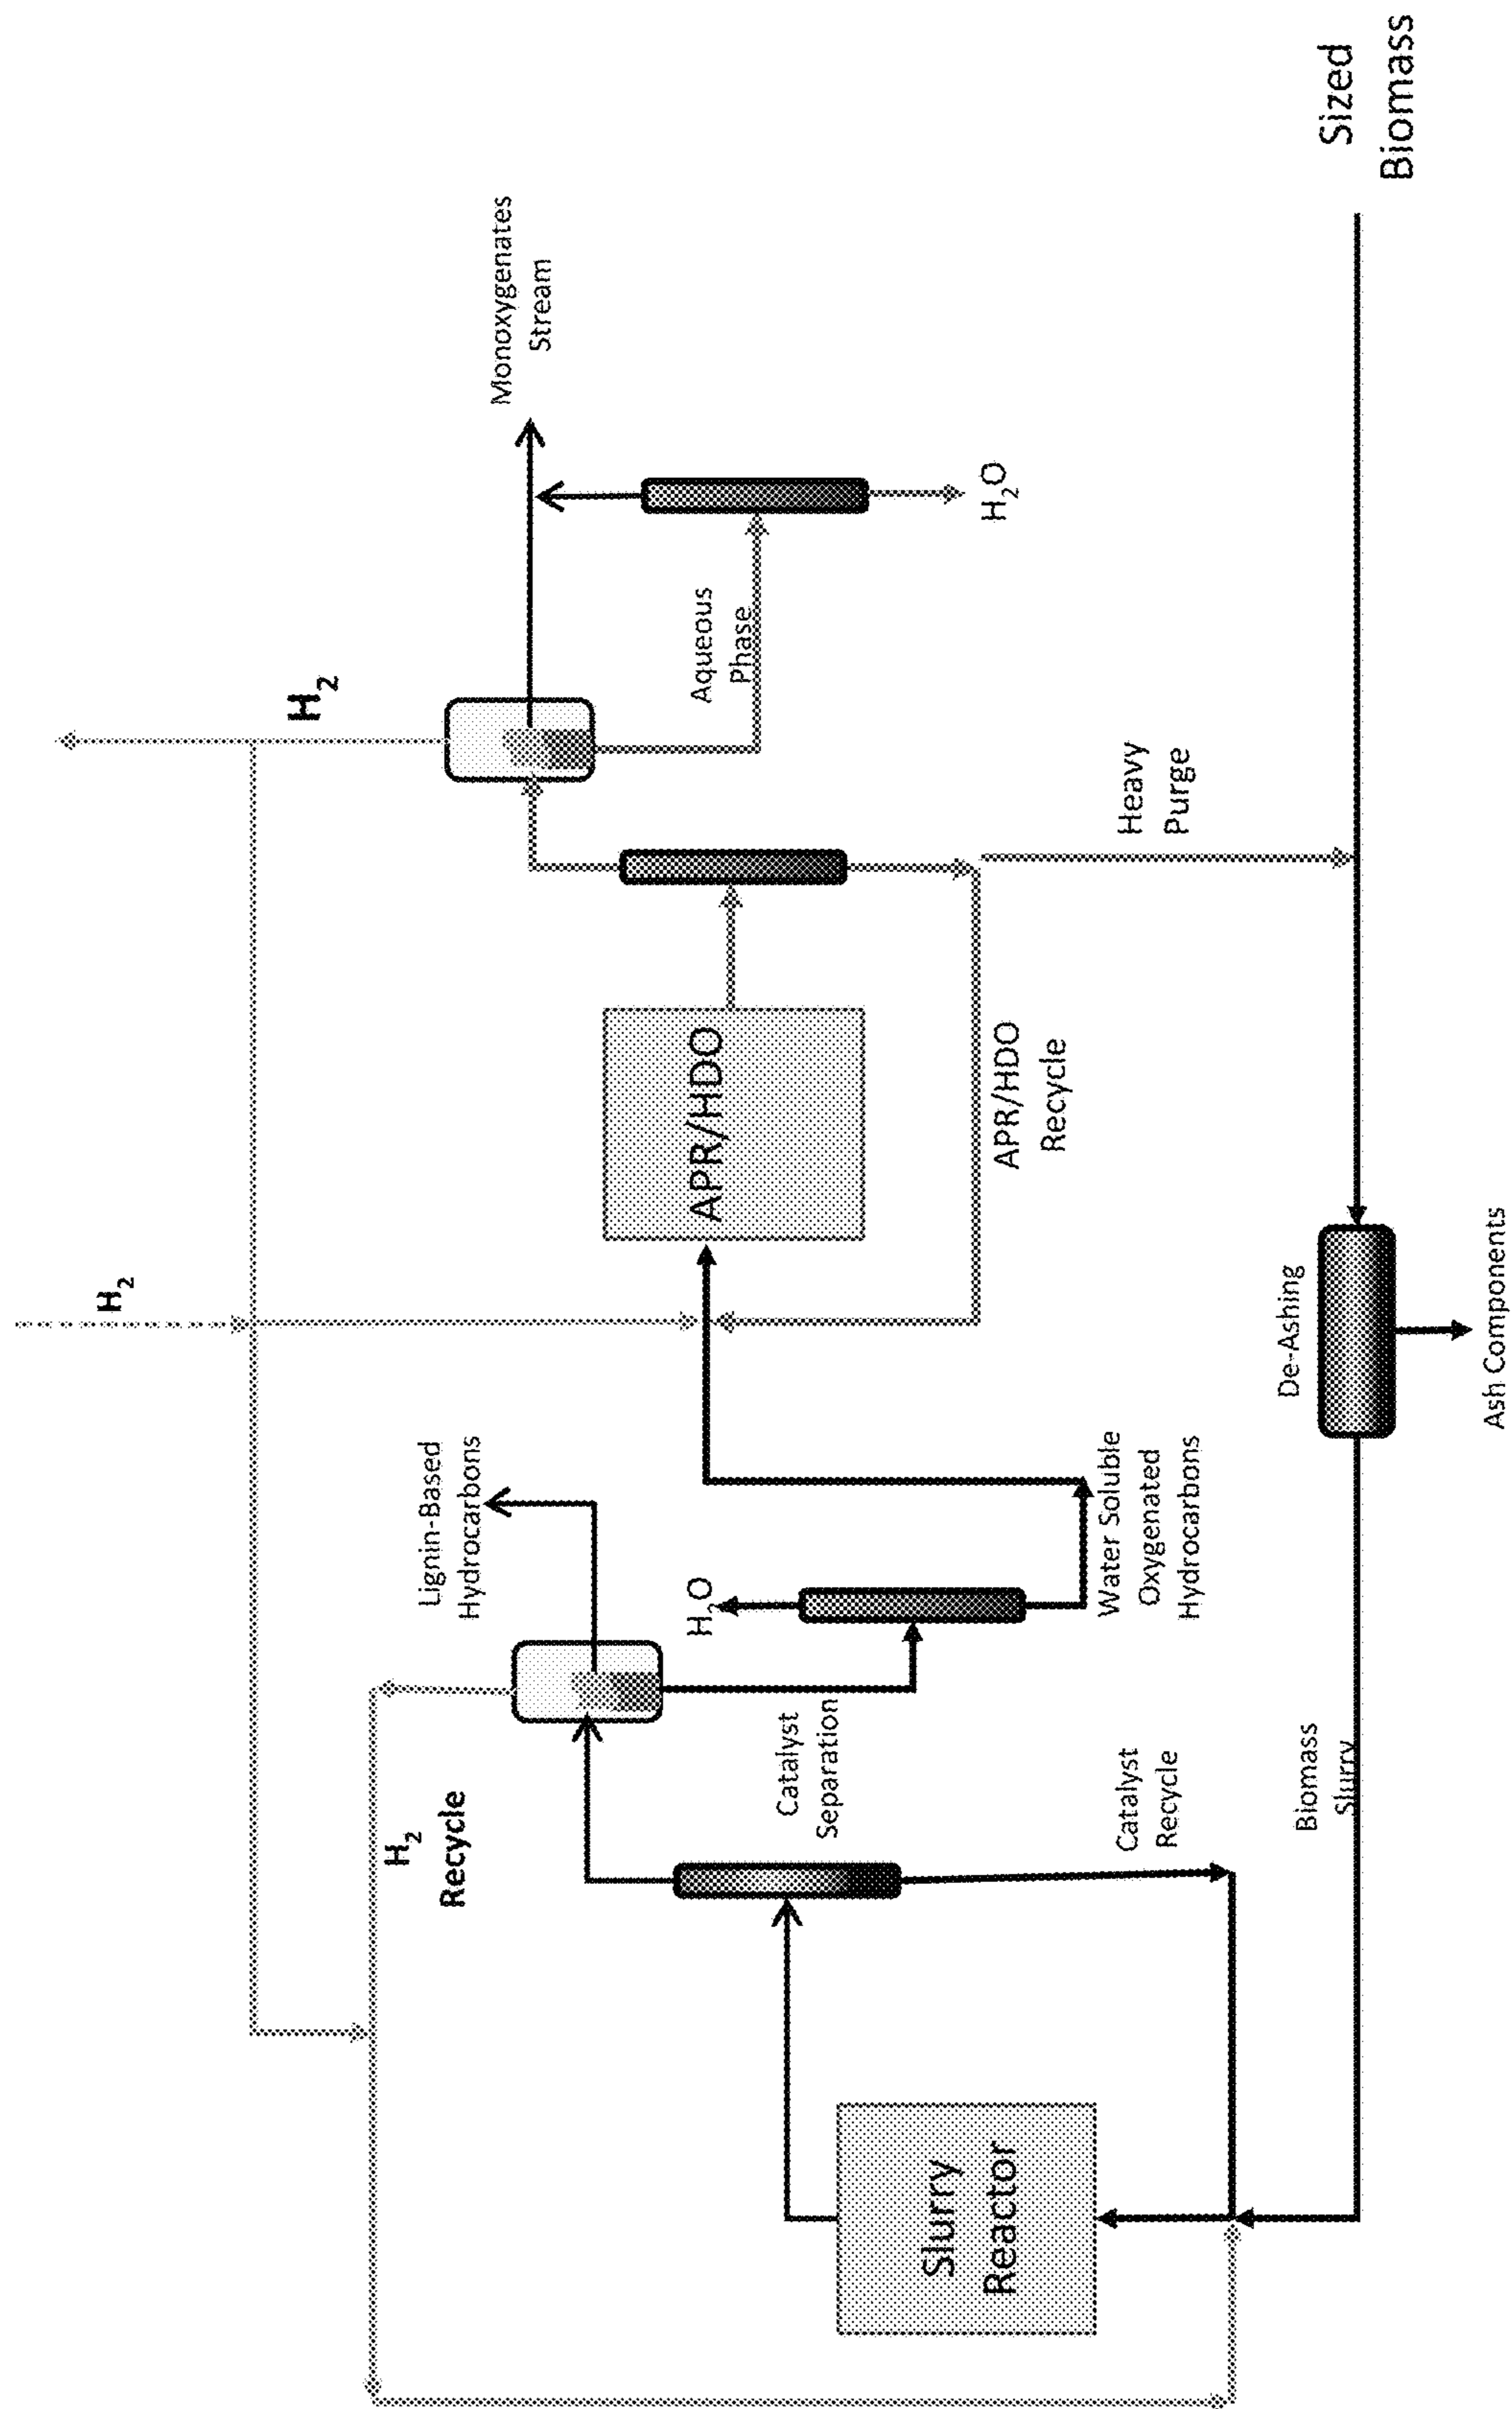 H₂
H₂
H₂
Recycle
Lignin-Based
Hydrocarbons
Monoxygenates
Stream
Catalyst
Separation
H₂O
APR/HDO
Aqueous
Phase
H₂O
Slurry
Reactor
Catalyst
Recycle
Water Soluble
Oxygenated
Hydrocarbons
APR/HDO
Recycle
Heavy
Purge
Biomass
Slurry
De-Ashing
Ash Components
Sized
Biomass